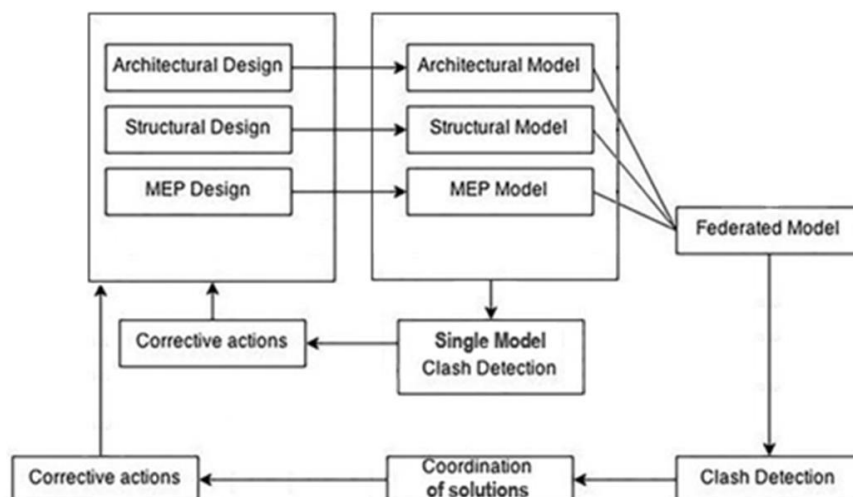 Architectural Design
Architectural Model
Structural Design
Structural Model
MEP Design
MEP Model
Federated Model
Corrective actions
Single Model
Clash Detection
Corrective actions
Coordination
of solutions
Clash Detection